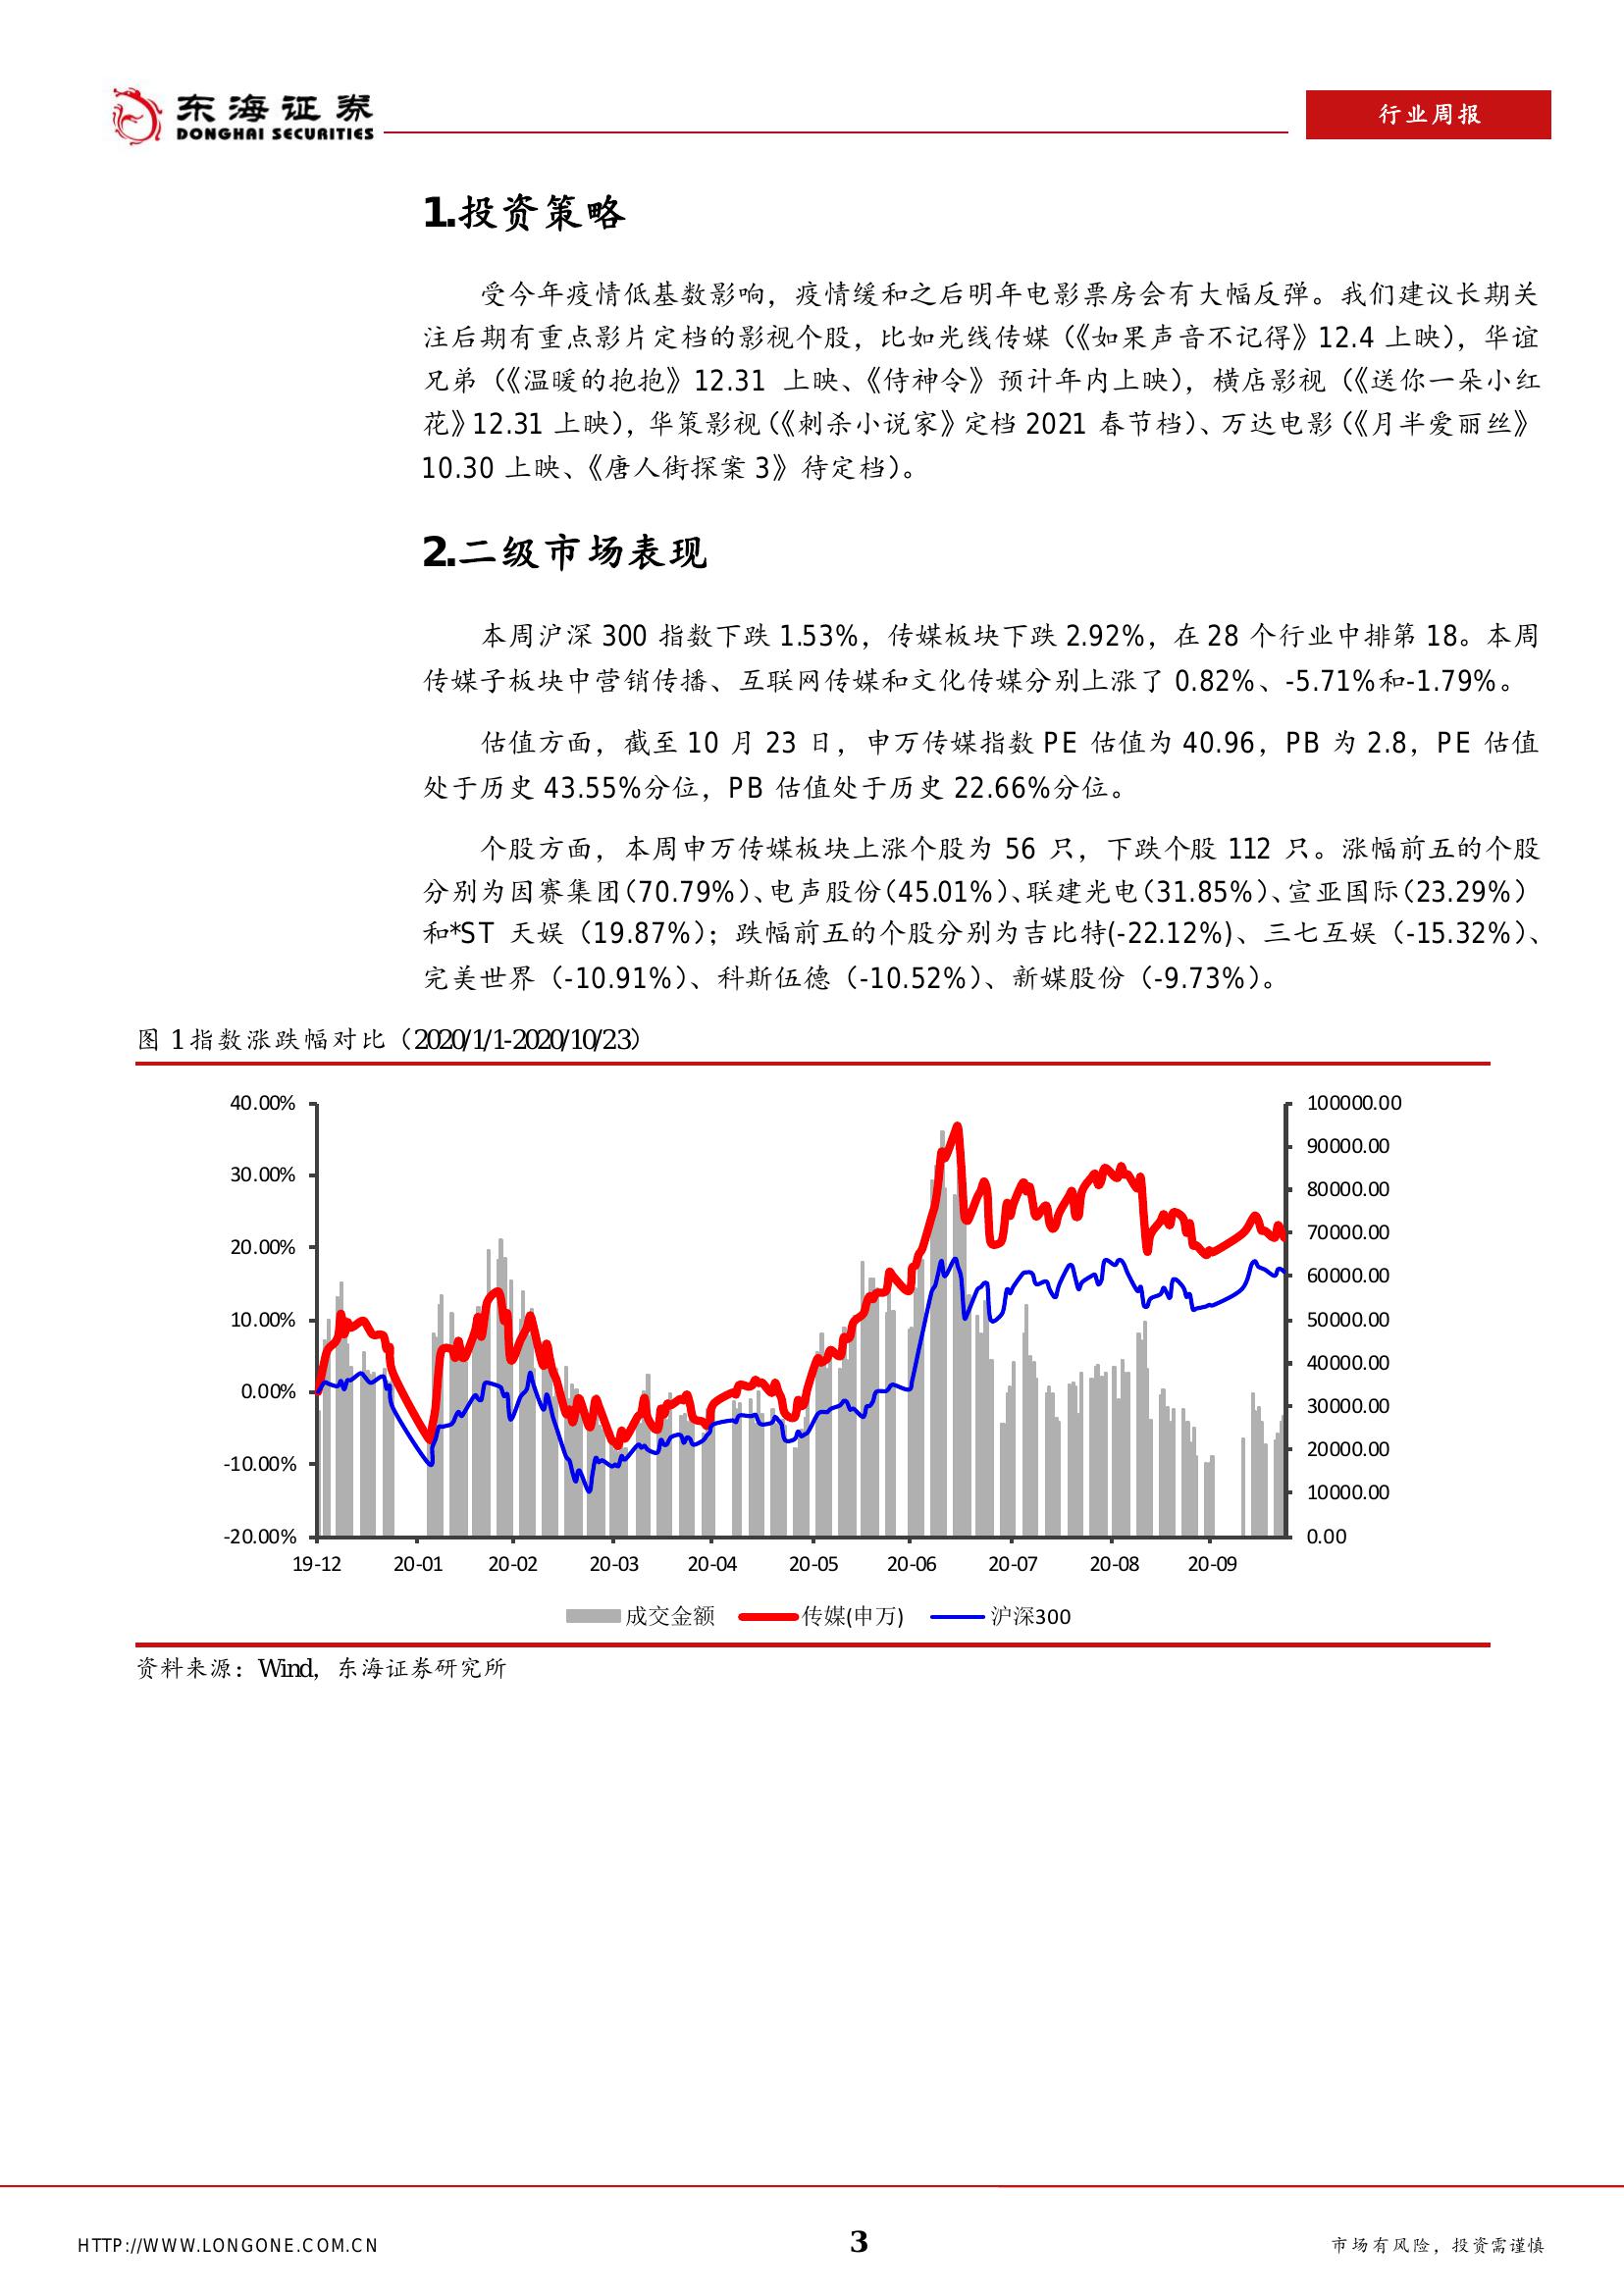 东海证券
DONGHAI SECURITIES
行业周报
1.投资策略
受今年疫情低基数影响，疫情缓和之后明年电影票房会有大幅反弹。我们建议长期关
注后期有重点影片定档的影视个股，比如光线传媒（《如果声音不记得》12.4 上映），华谊
兄弟（《温暖的抱抱》12.31 上映、《侍神令》预计年内上映），横店影视（《送你一朵小红
花》12.31 上映），华策影视（《刺杀小说家》定档 2021 春节档）、万达电影（《月半爱丽丝》
10.30 上映、《唐人街探案 3》待定档）。
2.二级市场表现
本周沪深 300 指数下跌 1.53%，传媒板块下跌 2.92%，在 28 个行业中排第 18。本周
传媒子板块中营销传播、互联网传媒和文化传媒分别上涨了 0.82%、-5.71%和-1.79%。
估值方面，截至 10 月 23 日，申万传媒指数 PE 估值为 40.96，PB 为 2.8，PE 估值
处于历史 43.55%分位，PB 估值处于历史 22.66%分位。
个股方面，本周申万传媒板块上涨个股为 56 只，下跌个股 112 只。涨幅前五的个股
分别为因赛集团（70.79%）、电声股份（45.01%）、联建光电（31.85%）、宣亚国际（23.29%）
和*ST 天娱（19.87%）；跌幅前五的个股分别为吉比特(-22.12%)、三七互娱（-15.32%）、
完美世界（-10.91%）、科斯伍德（-10.52%）、新媒股份（-9.73%）。
图 1 指数涨跌幅对比（2020/1/1-2020/10/23）
40.00%
30.00%
20.00%
10.00%
0.00%
-10.00%
-20.00%
100000.00
90000.00
80000.00
70000.00
60000.00
50000.00
40000.00
30000.00
20000.00
10000.00
0.00
19-12 20-01 20-02 20-03 20-04 20-05 20-06 20-07 20-08 20-09
成交金额 传媒(申万) 沪深300
资料来源：Wind，东海证券研究所
HTTP://WWW.LONGONE.COM.CN
3
市场有风险，投资需谨慎